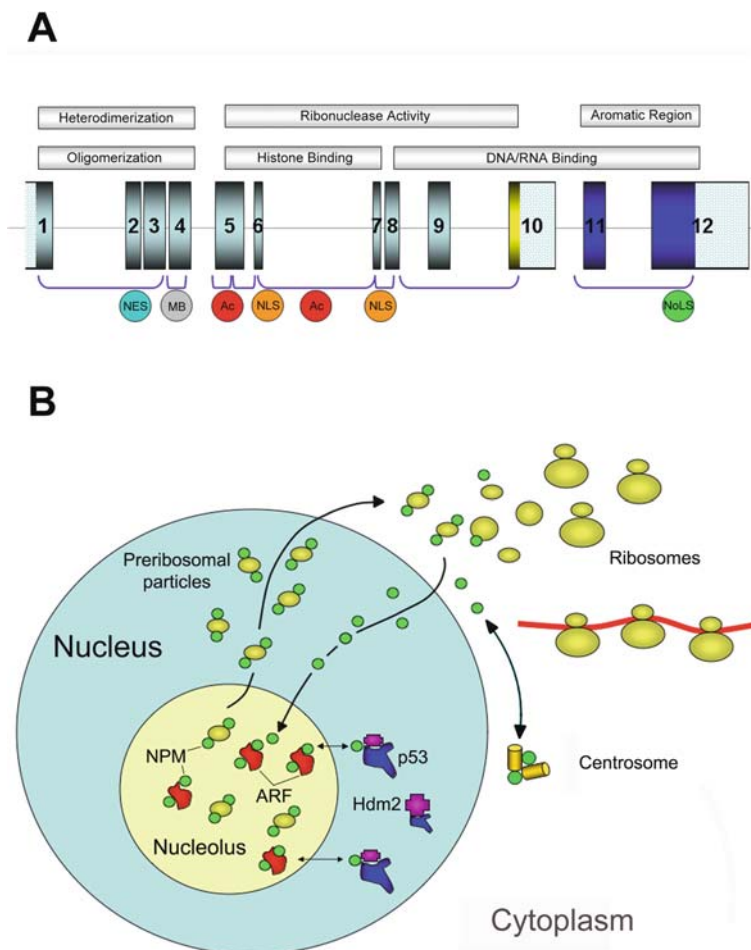 A
Heterodimerization
Ribonuclease Activity
Aromatic Region
Oligomerization
Histone Binding
DNA/RNA Binding
1
2
3
4
5
6
7
8
9
10
11
12
NES
MB
Ac
NLS
Ac
NLS
NoLS
B
Preribosomal
particles
Ribosomes
Nucleus
NPM
ARF
p53
Hdm2
Centrosome
Nucleolus
Cytoplasm